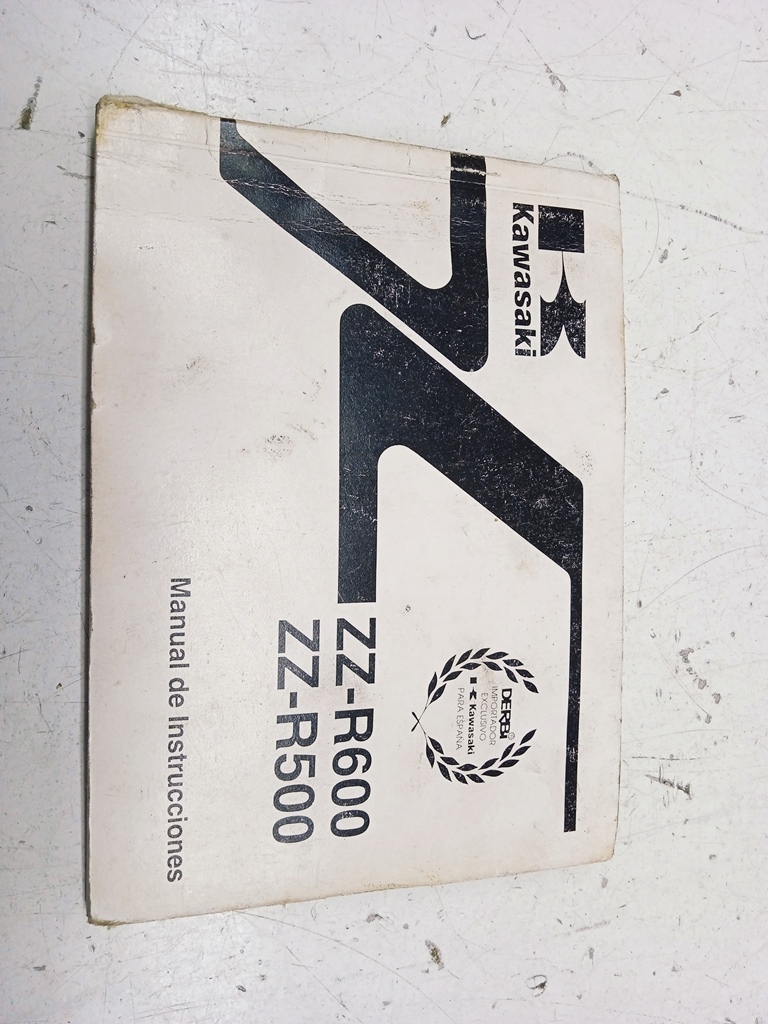 Kawasaki
DERBI®
IMPORTADOR
EXCLUSIVO
Kawasaki
PARA ESPAÑA
ZZ-R600
ZZ-R500
Manual de Instrucciones